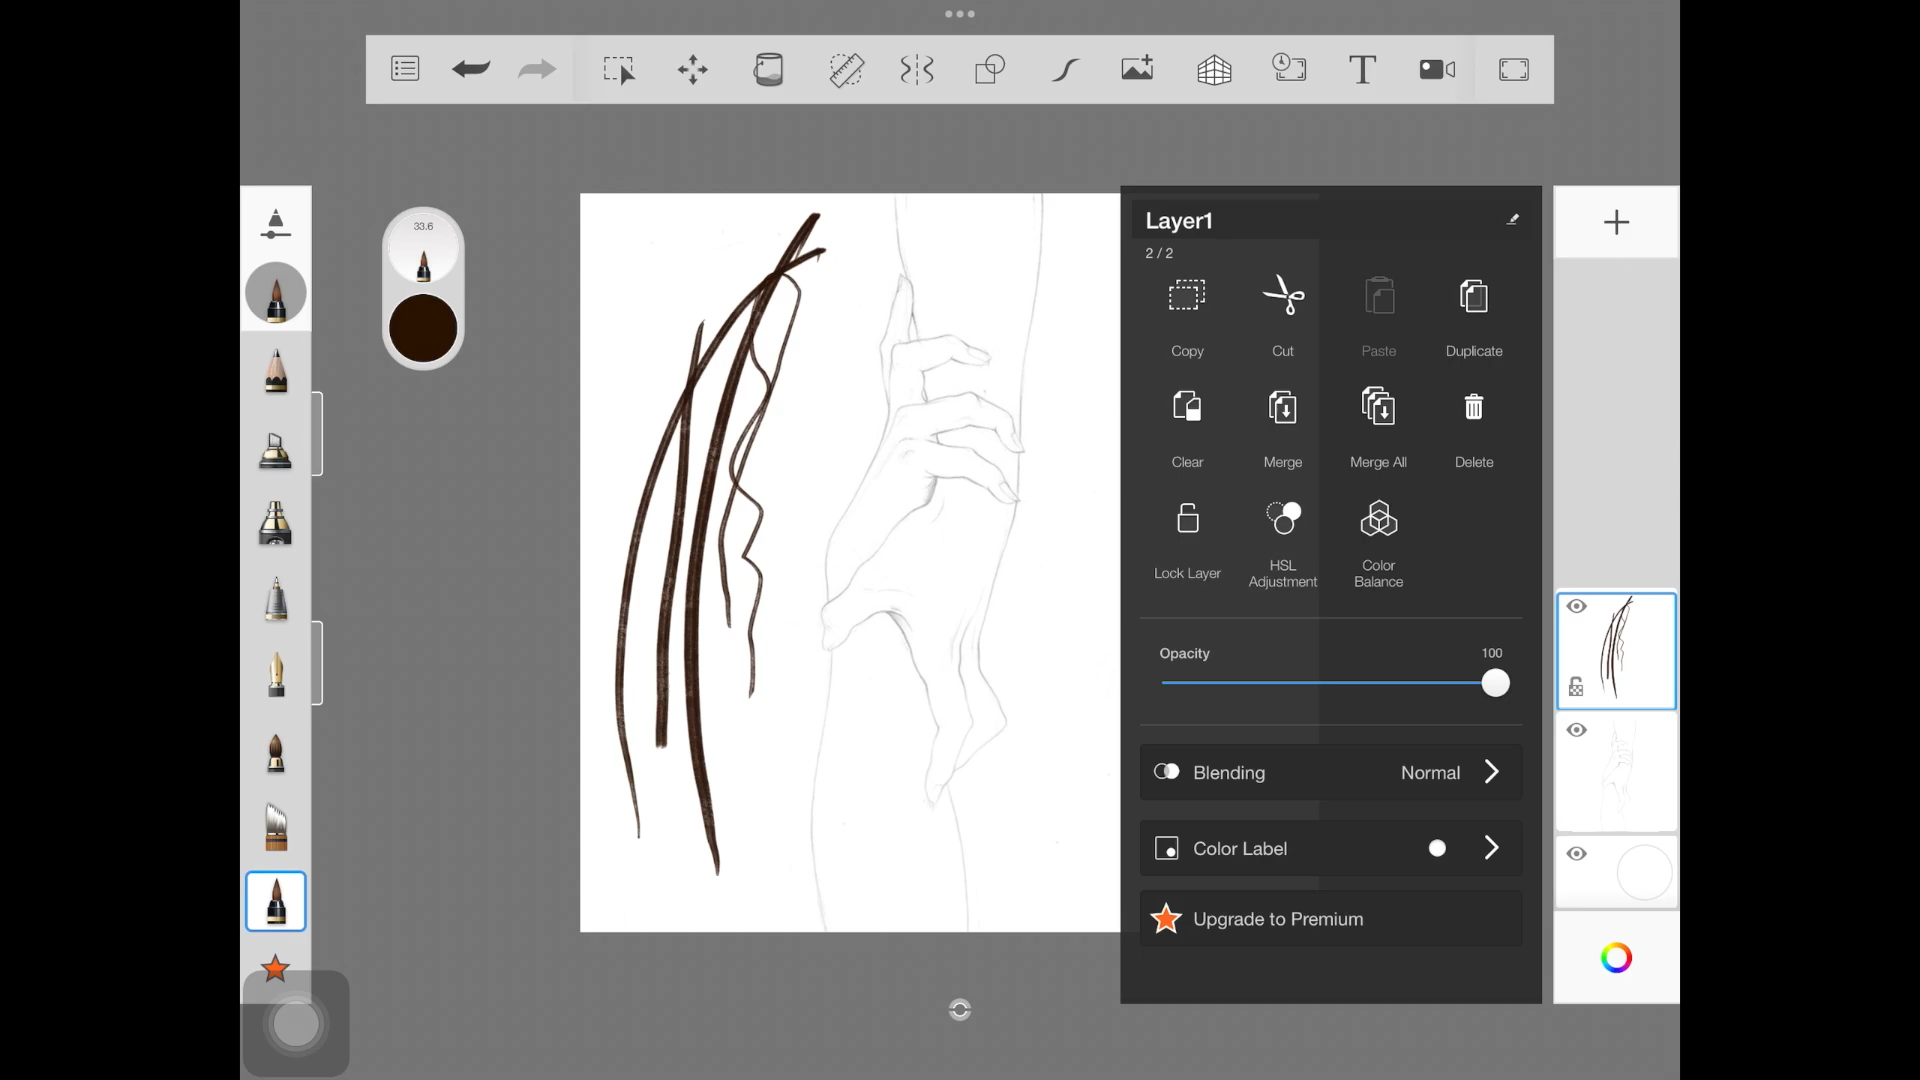 T
33.6
Layer1
2 / 2
Copy
Cut
Paste
Duplicate
Clear
Merge
Merge All
Delete
Lock Layer
HSL
Adjustment
Color
Balance
Opacity
100
Blending
Normal
Color Label
Upgrade to Premium